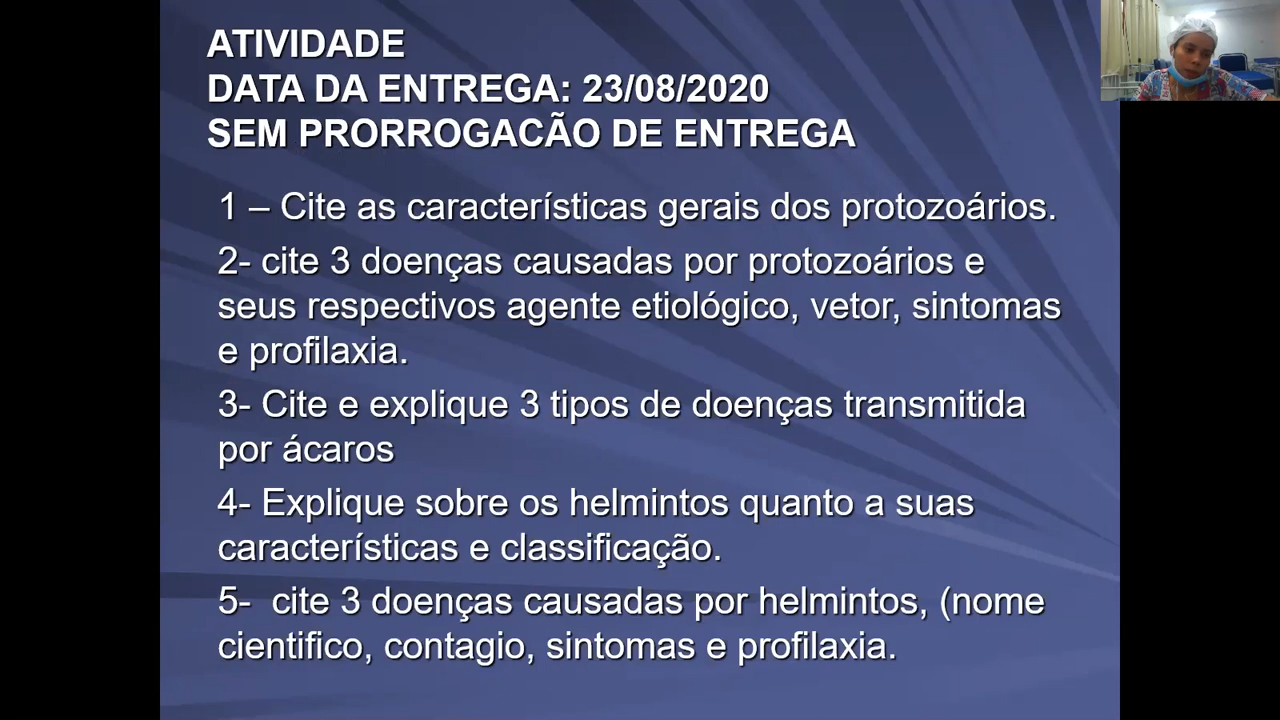 ATIVIDADE
DATA DA ENTREGA: 23/08/2020
SEM PRORROGACÃO DE ENTREGA
1 – Cite as características gerais dos protozoários.
2- cite 3 doenças causadas por protozoários e
seus respectivos agente etiológico, vetor, sintomas
e profilaxia.
3- Cite e explique 3 tipos de doenças transmitida
por ácaros
4- Explique sobre os helmintos quanto a suas
características e classificação.
5-  cite 3 doenças causadas por helmintos, (nome
cientifico, contagio, sintomas e profilaxia.